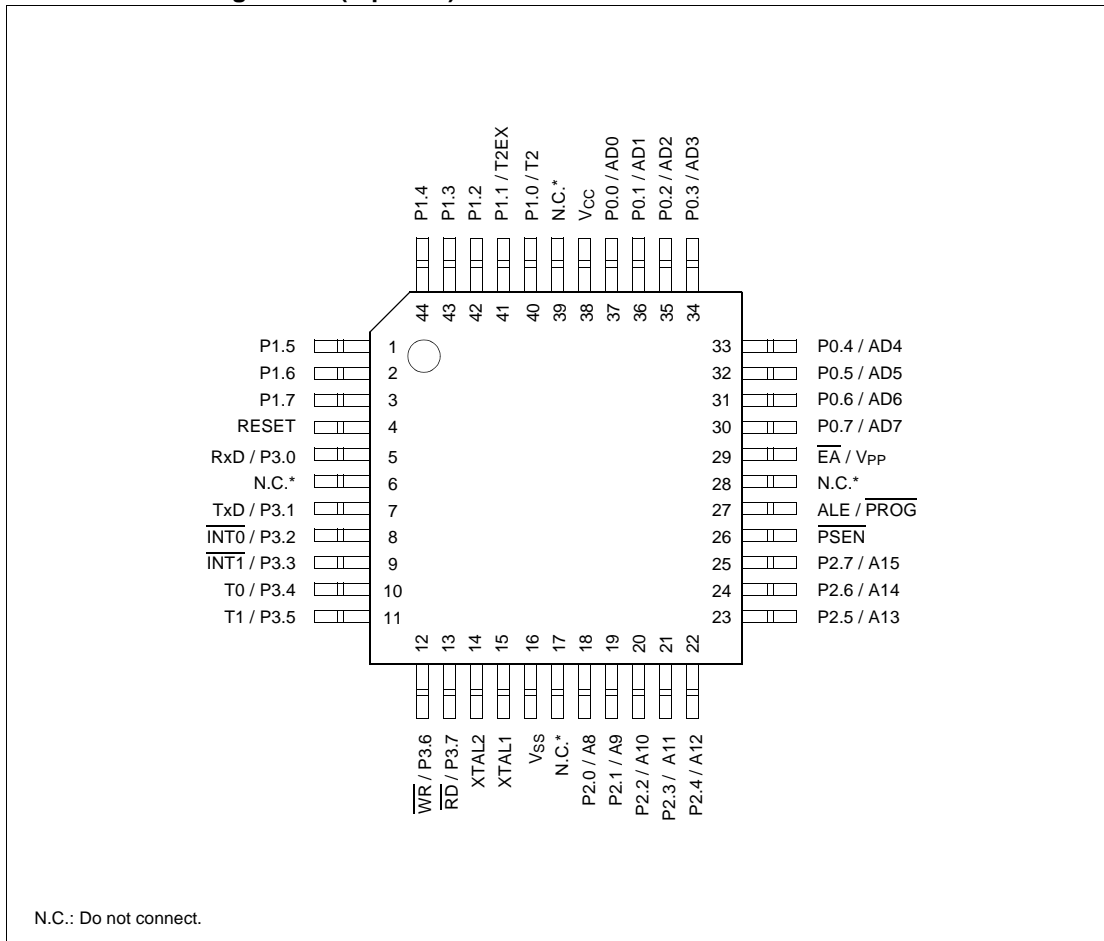 P1.4
P1.3
P1.2
P1.1 / T2EX
P1.0 / T2
N.C.*
VCC
P0.0 / AD0
P0.1 / AD1
P0.2 / AD2
P0.3 / AD3
44
43
42
41
40
39
38
37
36
35
34
P1.5 1
P1.6 2
P1.7 3
RESET 4
RxD / P3.0 5
N.C.* 6
TxD / P3.1 7
INT0 / P3.2 8
INT1 / P3.3 9
T0 / P3.4 10
T1 / P3.5 11
33 P0.4 / AD4
32 P0.5 / AD5
31 P0.6 / AD6
30 P0.7 / AD7
29 EA / VPP
28 N.C.*
27 ALE / PROG
26 PSEN
25 P2.7 / A15
24 P2.6 / A14
23 P2.5 / A13
12
13
14
15
16
17
18
19
20
21
22
WR / P3.6
RD / P3.7
XTAL2
XTAL1
VSS
N.C.*
P2.0 / A8
P2.1 / A9
P2.2 / A10
P2.3 / A11
P2.4 / A12
N.C.: Do not connect.